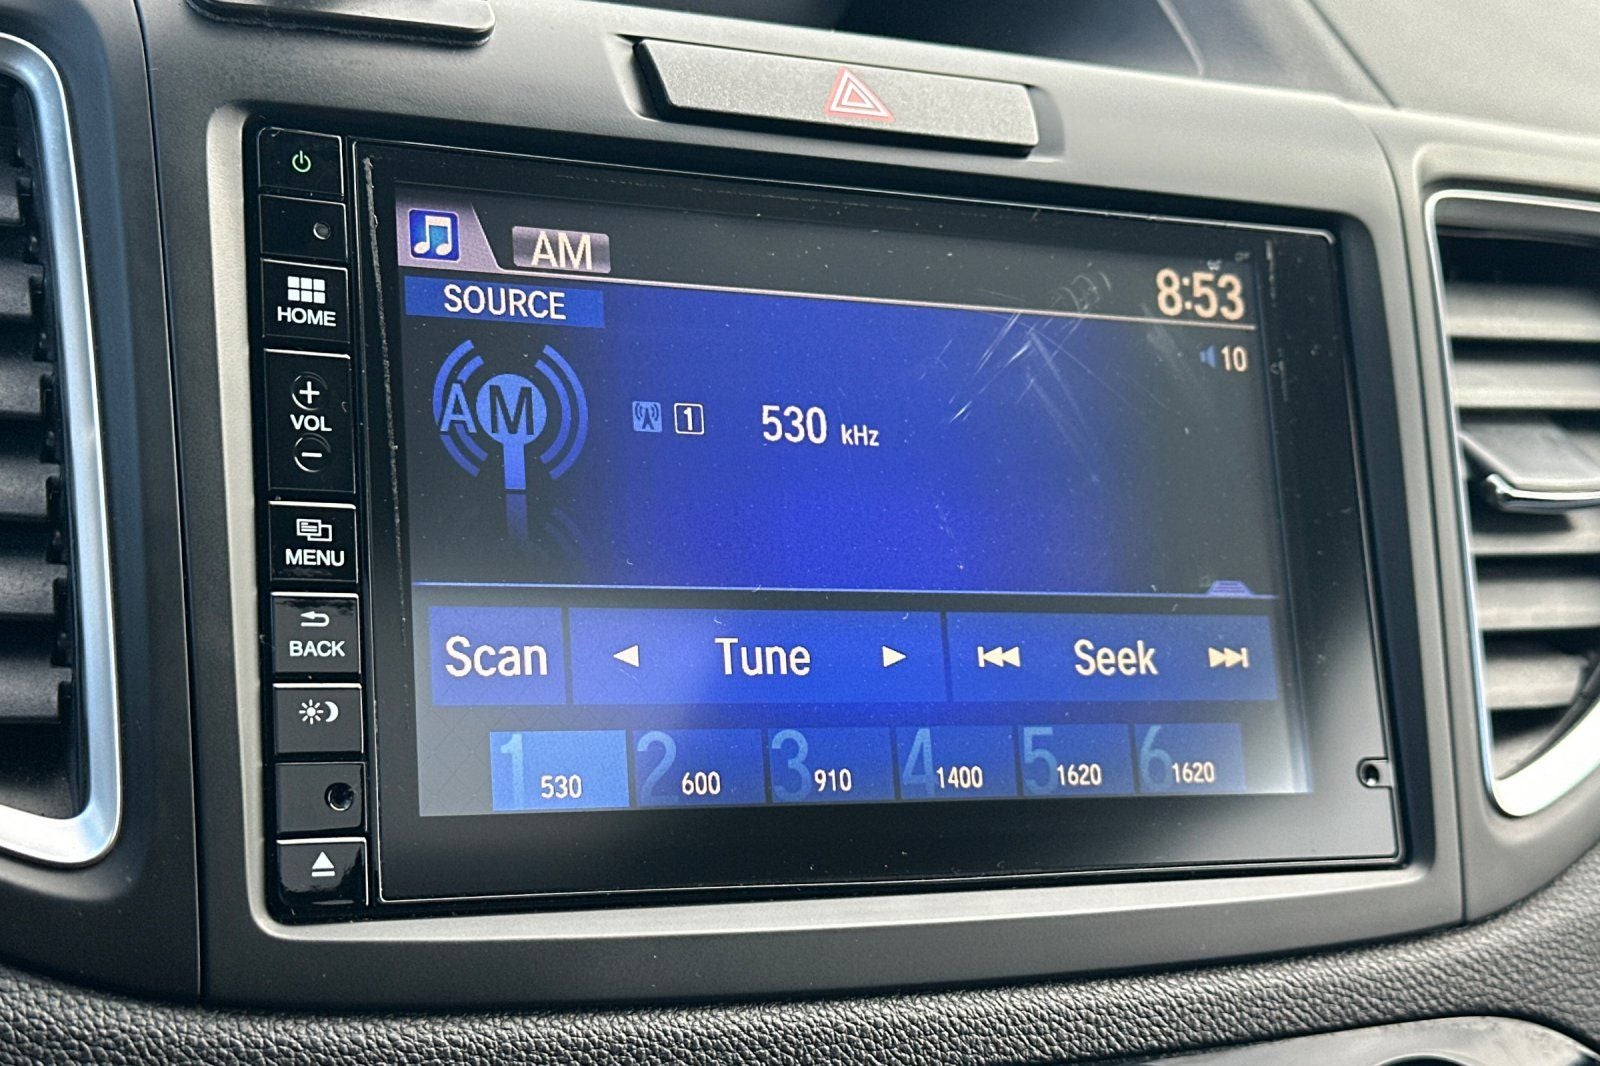 AM
8:53
SOURCE
10
AM
1 530 kHz
HOME
+
VOL
-
MENU
BACK
Scan Tune Seek
1 530 2 600 3 910 4 1400 5 1620 6 1620